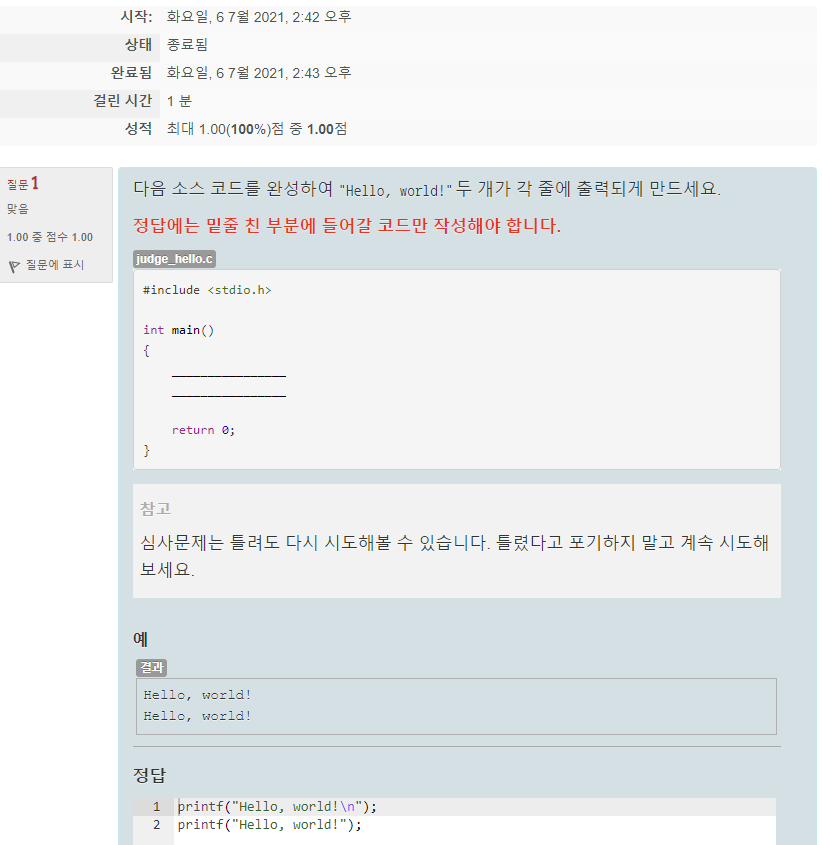 시작: 화요일, 6 7월 2021, 2:42 오후
상태 종료됨
완료됨 화요일, 6 7월 2021, 2:43 오후
걸린 시간 1 분
성적 최대 1.00(100%)점 중 1.00점
질문 1
맞음
1.00 중 점수 1.00
질문에 표시
다음 소스 코드를 완성하여 "Hello, world!" 두 개가 각 줄에 출력되게 만드세요.
정답에는 밑줄 친 부분에 들어갈 코드만 작성해야 합니다.
judge_hello.c
#include <stdio.h>
int main()
{
________________
________________
return 0;
}
참고
심사문제는 틀려도 다시 시도해볼 수 있습니다. 틀렸다고 포기하지 말고 계속 시도해
보세요.
예
결과
Hello, world!
Hello, world!
정답
1 printf("Hello, world!\n");
2 printf("Hello, world!");